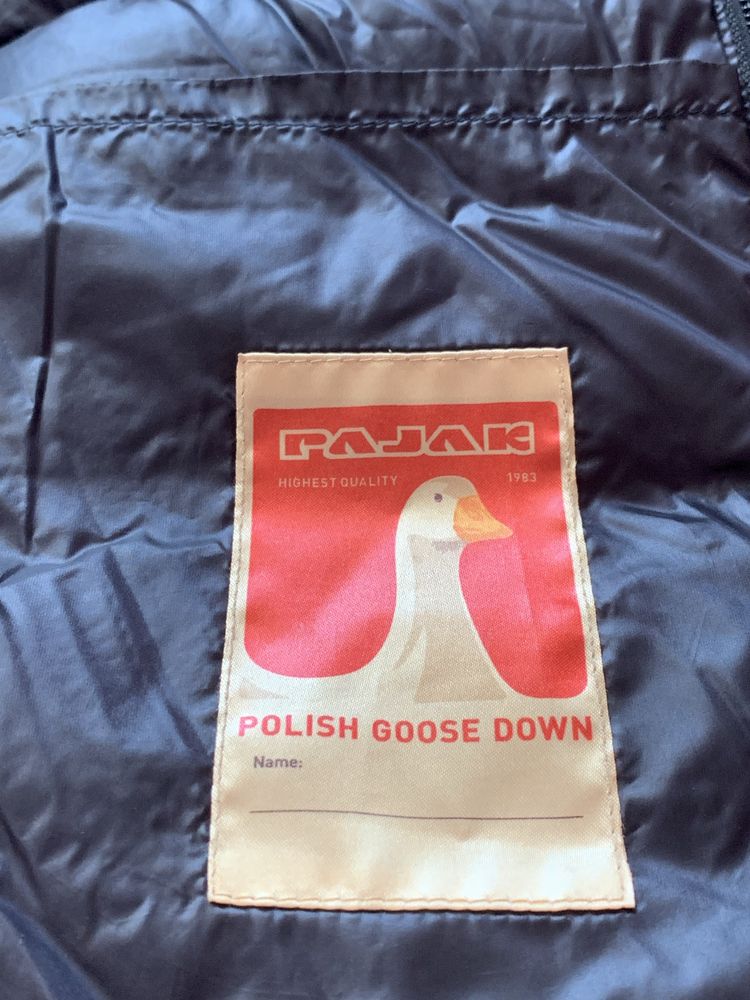 PAJAK
HIGHEST QUALITY 1983
POLISH GOOSE DOWN
Name: